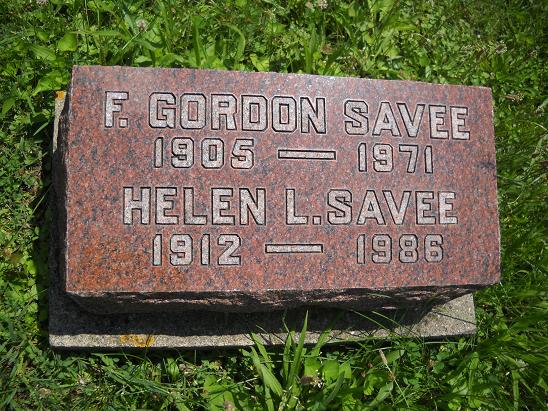 F. GORDON SAVEE
1905 — 1971
HELEN L. SAVEE
1912 — 1986